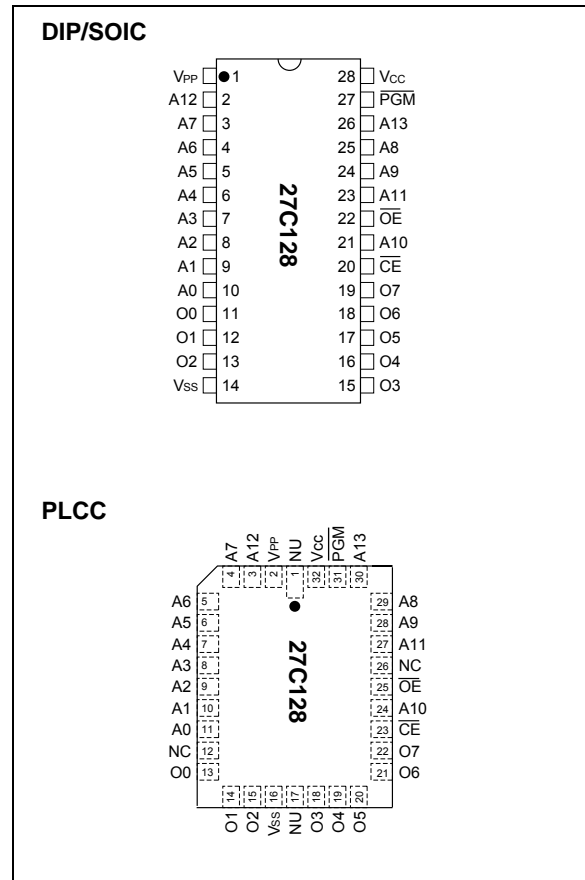 DIP/SOIC
VPP 1 28 VCC
A12 2 27 PGM
A7 3 26 A13
A6 4 25 A8
A5 5 24 A9
A4 6 23 A11
A3 7 22 OE
A2 8 21 A10
A1 9 20 CE
A0 10 19 O7
O0 11 18 O6
O1 12 17 O5
O2 13 16 O4
VSS 14 15 O3
27C128
PLCC
A7 A12 VPP NU Vcc PGM A13
4 3 2 1 32 31 30
A6 5 29 A8
A5 6 28 A9
A4 7 27 A11
A3 8 26 NC
A2 9 25 OE
A1 10 24 A10
A0 11 23 CE
NC 12 22 O7
O0 13 21 O6
27C128
14 15 16 17 18 19 20
O1 O2 VSS NU O3 O4 O5